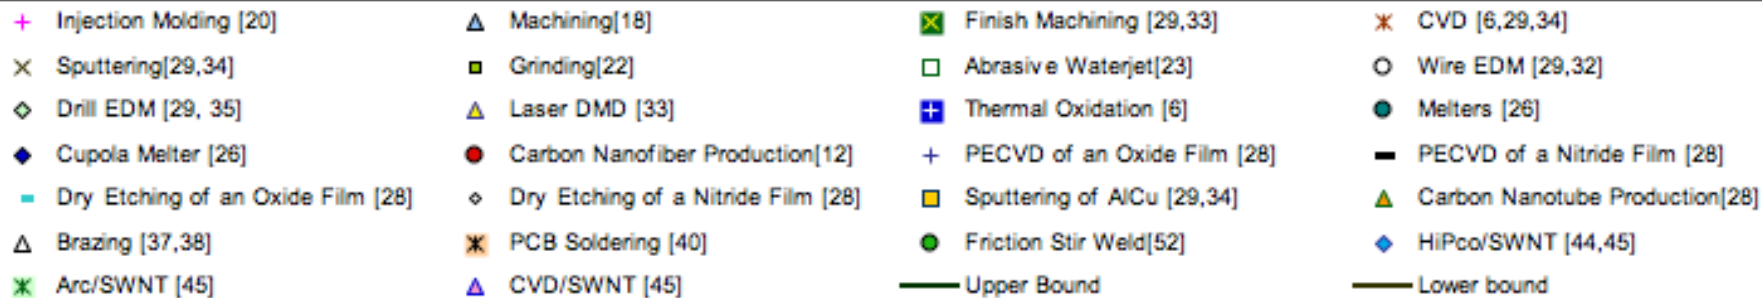 Injection Molding [20] Machining[18] Finish Machining [29,33] CVD [6,29,34]
Sputtering[29,34] Grinding[22] Abrasive Waterjet[23] Wire EDM [29,32]
Drill EDM [29, 35] Laser DMD [33] Thermal Oxidation [6] Melters [26]
Cupola Melter [26] Carbon Nanofiber Production[12] PECVD of an Oxide Film [28] PECVD of a Nitride Film [28]
Dry Etching of an Oxide Film [28] Dry Etching of a Nitride Film [28] Sputtering of AlCu [29,34] Carbon Nanotube Production[28]
Brazing [37,38] PCB Soldering [40] Friction Stir Weld[52] HiPco/SWNT [44,45]
Arc/SWNT [45] CVD/SWNT [45] Upper Bound Lower bound